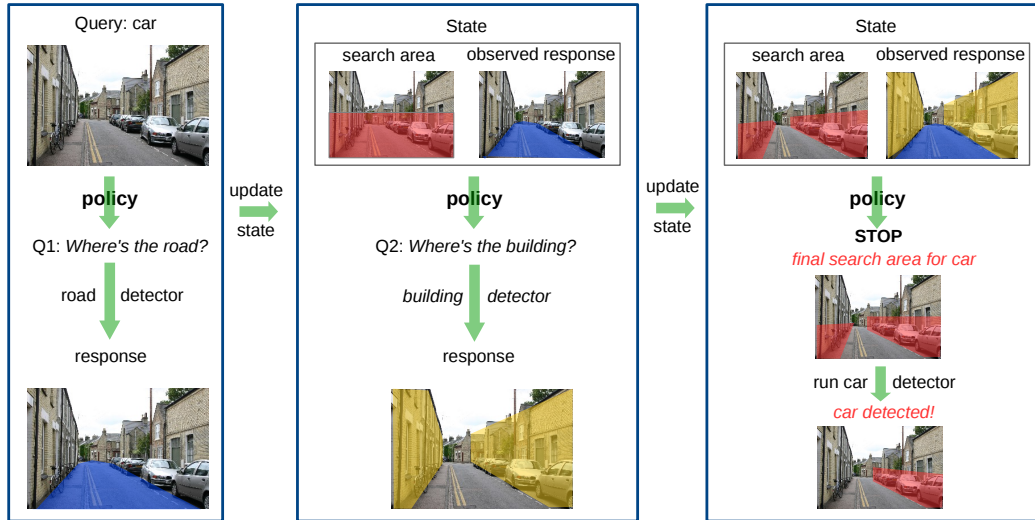 Query: car
policy
Q1: Where's the road?
road detector
response
update
state
State
search area observed response
policy
Q2: Where's the building?
building detector
response
update
state
State
search area observed response
policy
STOP
final search area for car
run car detector
car detected!